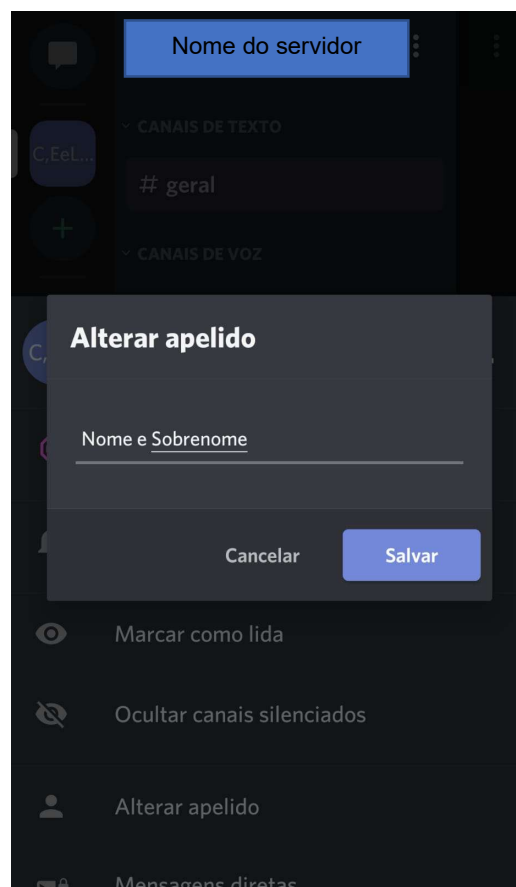 Nome do servidor
CANAIS DE TEXTO
C,EeL...
# geral
CANAIS DE VOZ
C,
Alterar apelido
Nome e Sobrenome
Cancelar
Salvar
Marcar como lida
Ocultar canais silenciados
Alterar apelido
Mensagens diretas